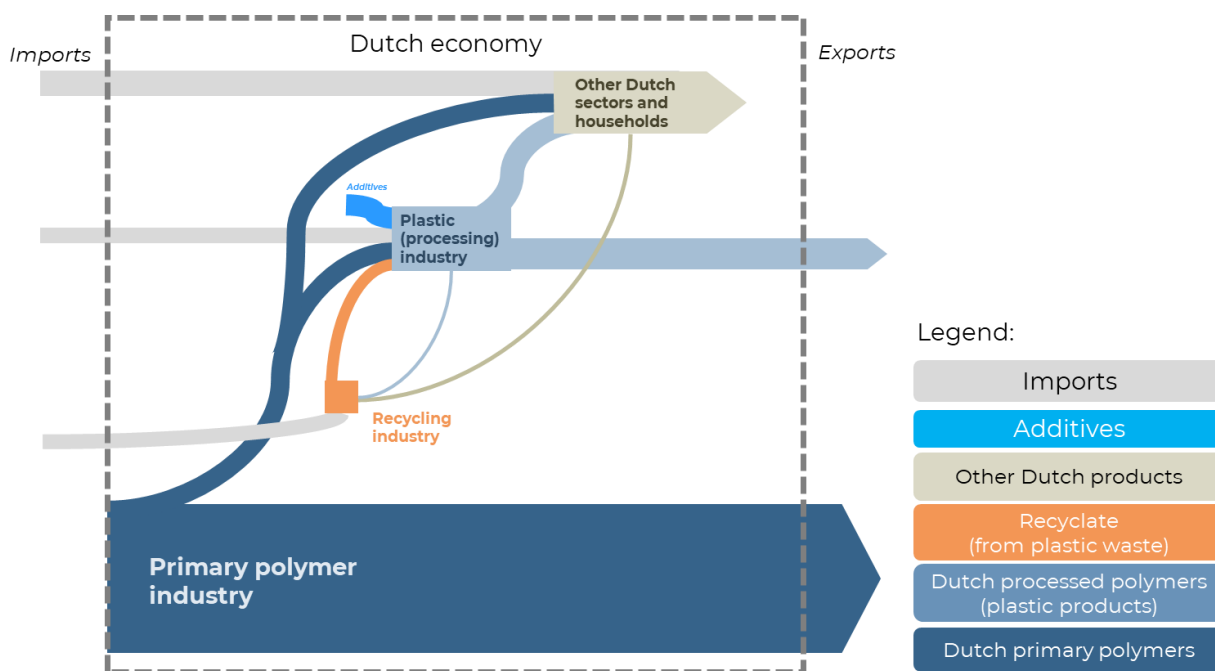 Dutch economy
Imports
Exports
Other Dutch
sectors and
households
Additives
Plastic
(processing)
industry
Recycling
industry
Primary polymer
industry
Legend:
Imports
Additives
Other Dutch products
Recyclate
(from plastic waste)
Dutch processed polymers
(plastic products)
Dutch primary polymers